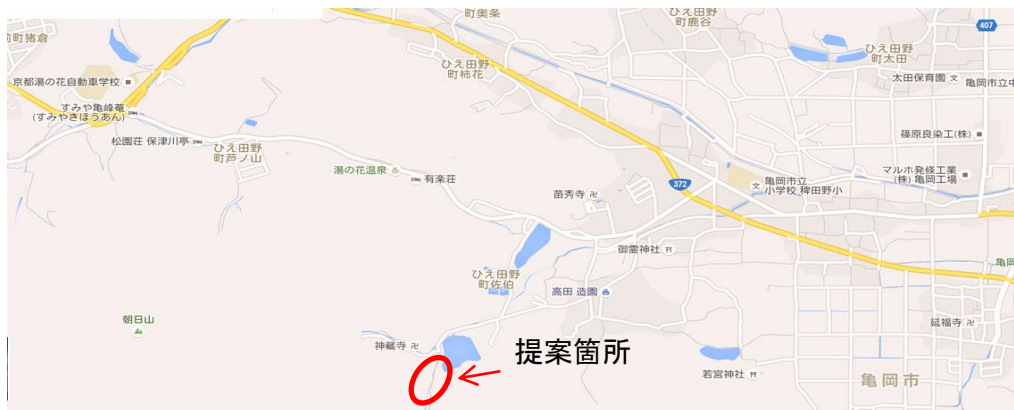 町奥条
ひえ田野
町鹿谷
407
前町猪倉
ひえ田野
町太田
ひえ田野
町柿花
京都湯の花自動車学校
太田保育園
亀岡市立中
すみや亀峰菴
(すみやきほうあん)
松園荘 保津川亭
ひえ田野
町芦ノ山
篠原良染工(株)
湯の花温泉
有楽荘
372
亀岡市立
小学校 稗田野小
マルホ発條工業
(株) 亀岡工場
苗秀寺
御霊神社
亀岡
ひえ田野
町佐伯
高田 造園
朝日山
神蔵寺
提案箇所
延福寺
若宮神社
亀岡市